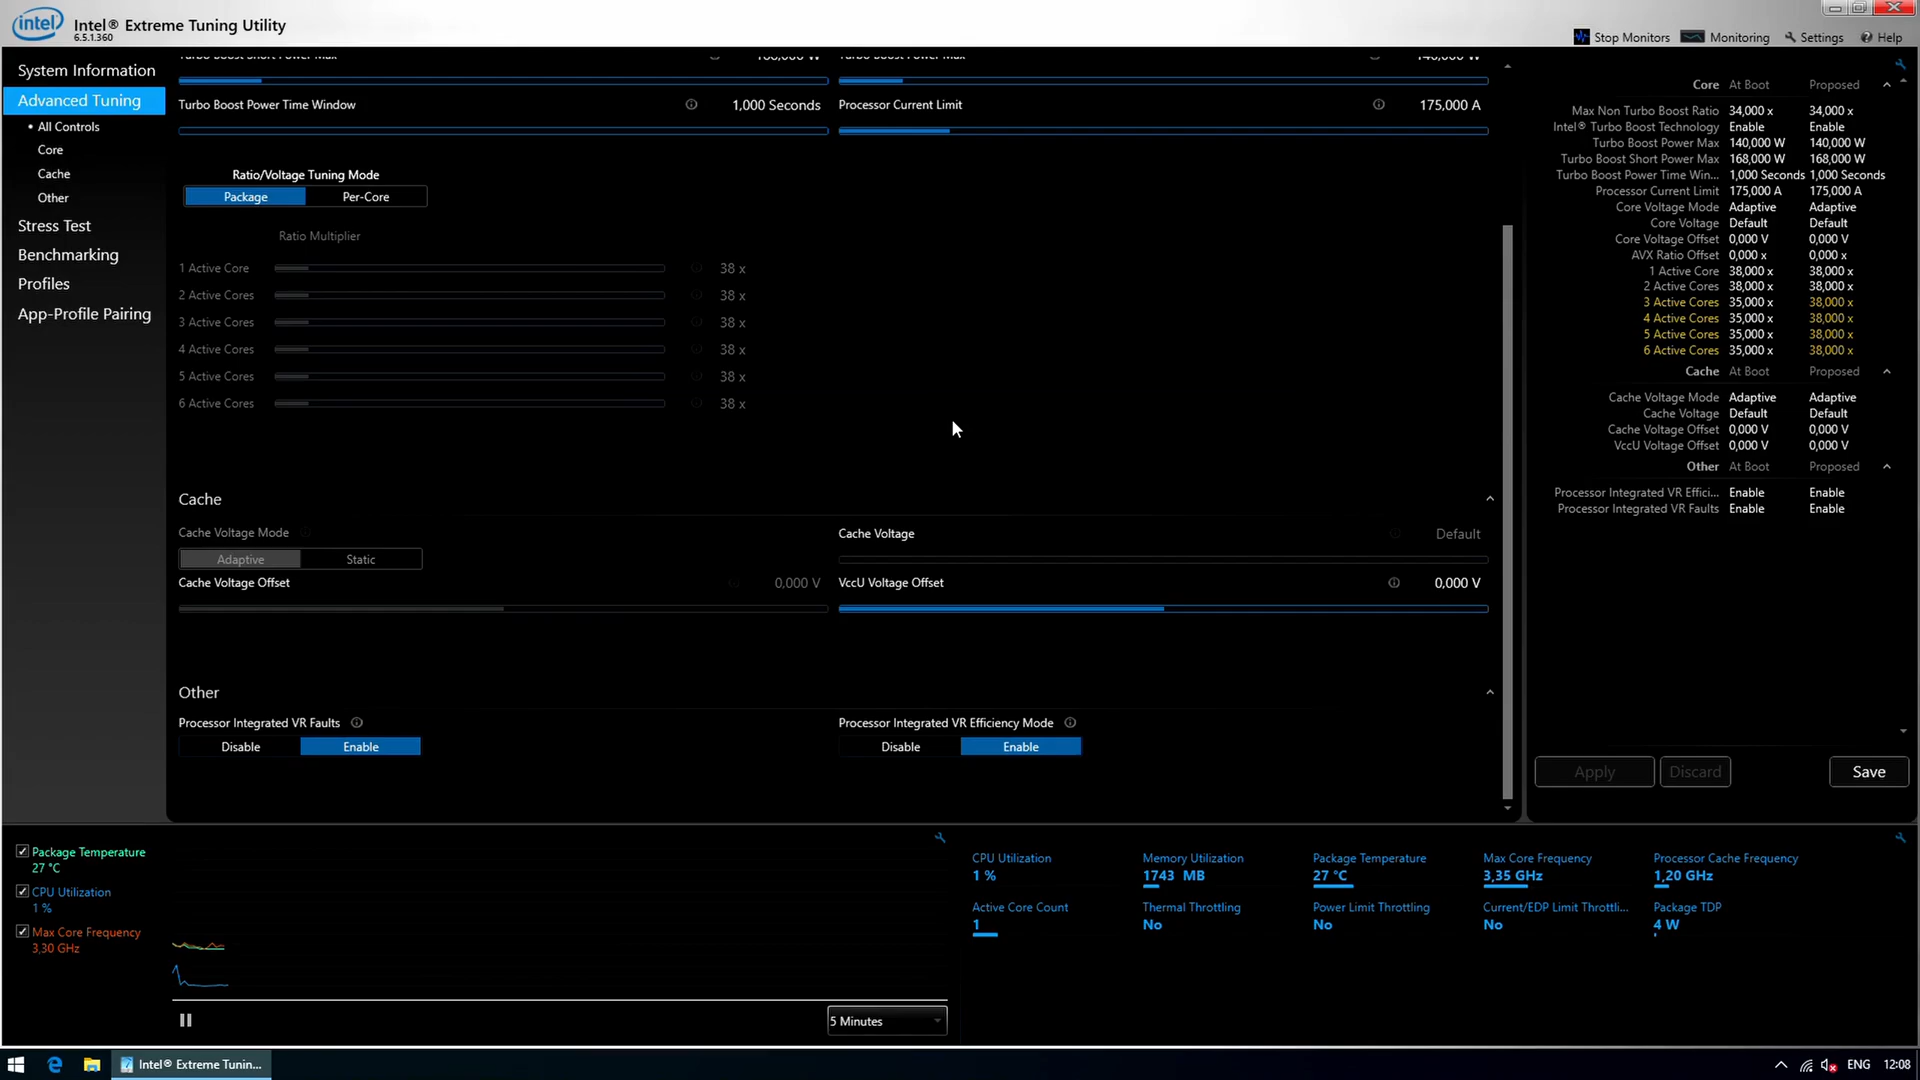 intel
Intel® Extreme Tuning Utility
6.5.1.360
Stop Monitors
Monitoring
Settings
Help
System Information
Advanced Tuning
• All Controls
Core
Cache
Other
Stress Test
Benchmarking
Profiles
App-Profile Pairing
Turbo Boost Short Power Max 168,000 W
Turbo Boost Power Max 140,000 W
Turbo Boost Power Time Window 1,000 Seconds
Processor Current Limit 175,000 A
Ratio/Voltage Tuning Mode
Package Per-Core
Ratio Multiplier
1 Active Core 38 x
2 Active Cores 38 x
3 Active Cores 38 x
4 Active Cores 38 x
5 Active Cores 38 x
6 Active Cores 38 x
Cache
Cache Voltage Mode
Adaptive Static
Cache Voltage Default
Cache Voltage Offset 0,000 V
VccU Voltage Offset 0,000 V
Other
Processor Integrated VR Faults
Disable Enable
Processor Integrated VR Efficiency Mode
Disable Enable
Core At Boot Proposed
Max Non Turbo Boost Ratio 34,000 x 34,000 x
Intel® Turbo Boost Technology Enable Enable
Turbo Boost Power Max 140,000 W 140,000 W
Turbo Boost Short Power Max 168,000 W 168,000 W
Turbo Boost Power Time Win... 1,000 Seconds 1,000 Seconds
Processor Current Limit 175,000 A 175,000 A
Core Voltage Mode Adaptive Adaptive
Core Voltage Default Default
Core Voltage Offset 0,000 V 0,000 V
AVX Ratio Offset 0,000 x 0,000 x
1 Active Core 38,000 x 38,000 x
2 Active Cores 38,000 x 38,000 x
3 Active Cores 35,000 x 38,000 x
4 Active Cores 35,000 x 38,000 x
5 Active Cores 35,000 x 38,000 x
6 Active Cores 35,000 x 38,000 x
Cache At Boot Proposed
Cache Voltage Mode Adaptive Adaptive
Cache Voltage Default Default
Cache Voltage Offset 0,000 V 0,000 V
VccU Voltage Offset 0,000 V 0,000 V
Other At Boot Proposed
Processor Integrated VR Effici... Enable Enable
Processor Integrated VR Faults Enable Enable
Apply Discard Save
Package Temperature
27 °C
CPU Utilization
1 %
Max Core Frequency
3,30 GHz
5 Minutes
CPU Utilization
1 %
Memory Utilization
1743 MB
Package Temperature
27 °C
Max Core Frequency
3,35 GHz
Processor Cache Frequency
1,20 GHz
Active Core Count
1
Thermal Throttling
No
Power Limit Throttling
No
Current/EDP Limit Throttli...
No
Package TDP
4 W
Intel® Extreme Tunin...
ENG
12:08